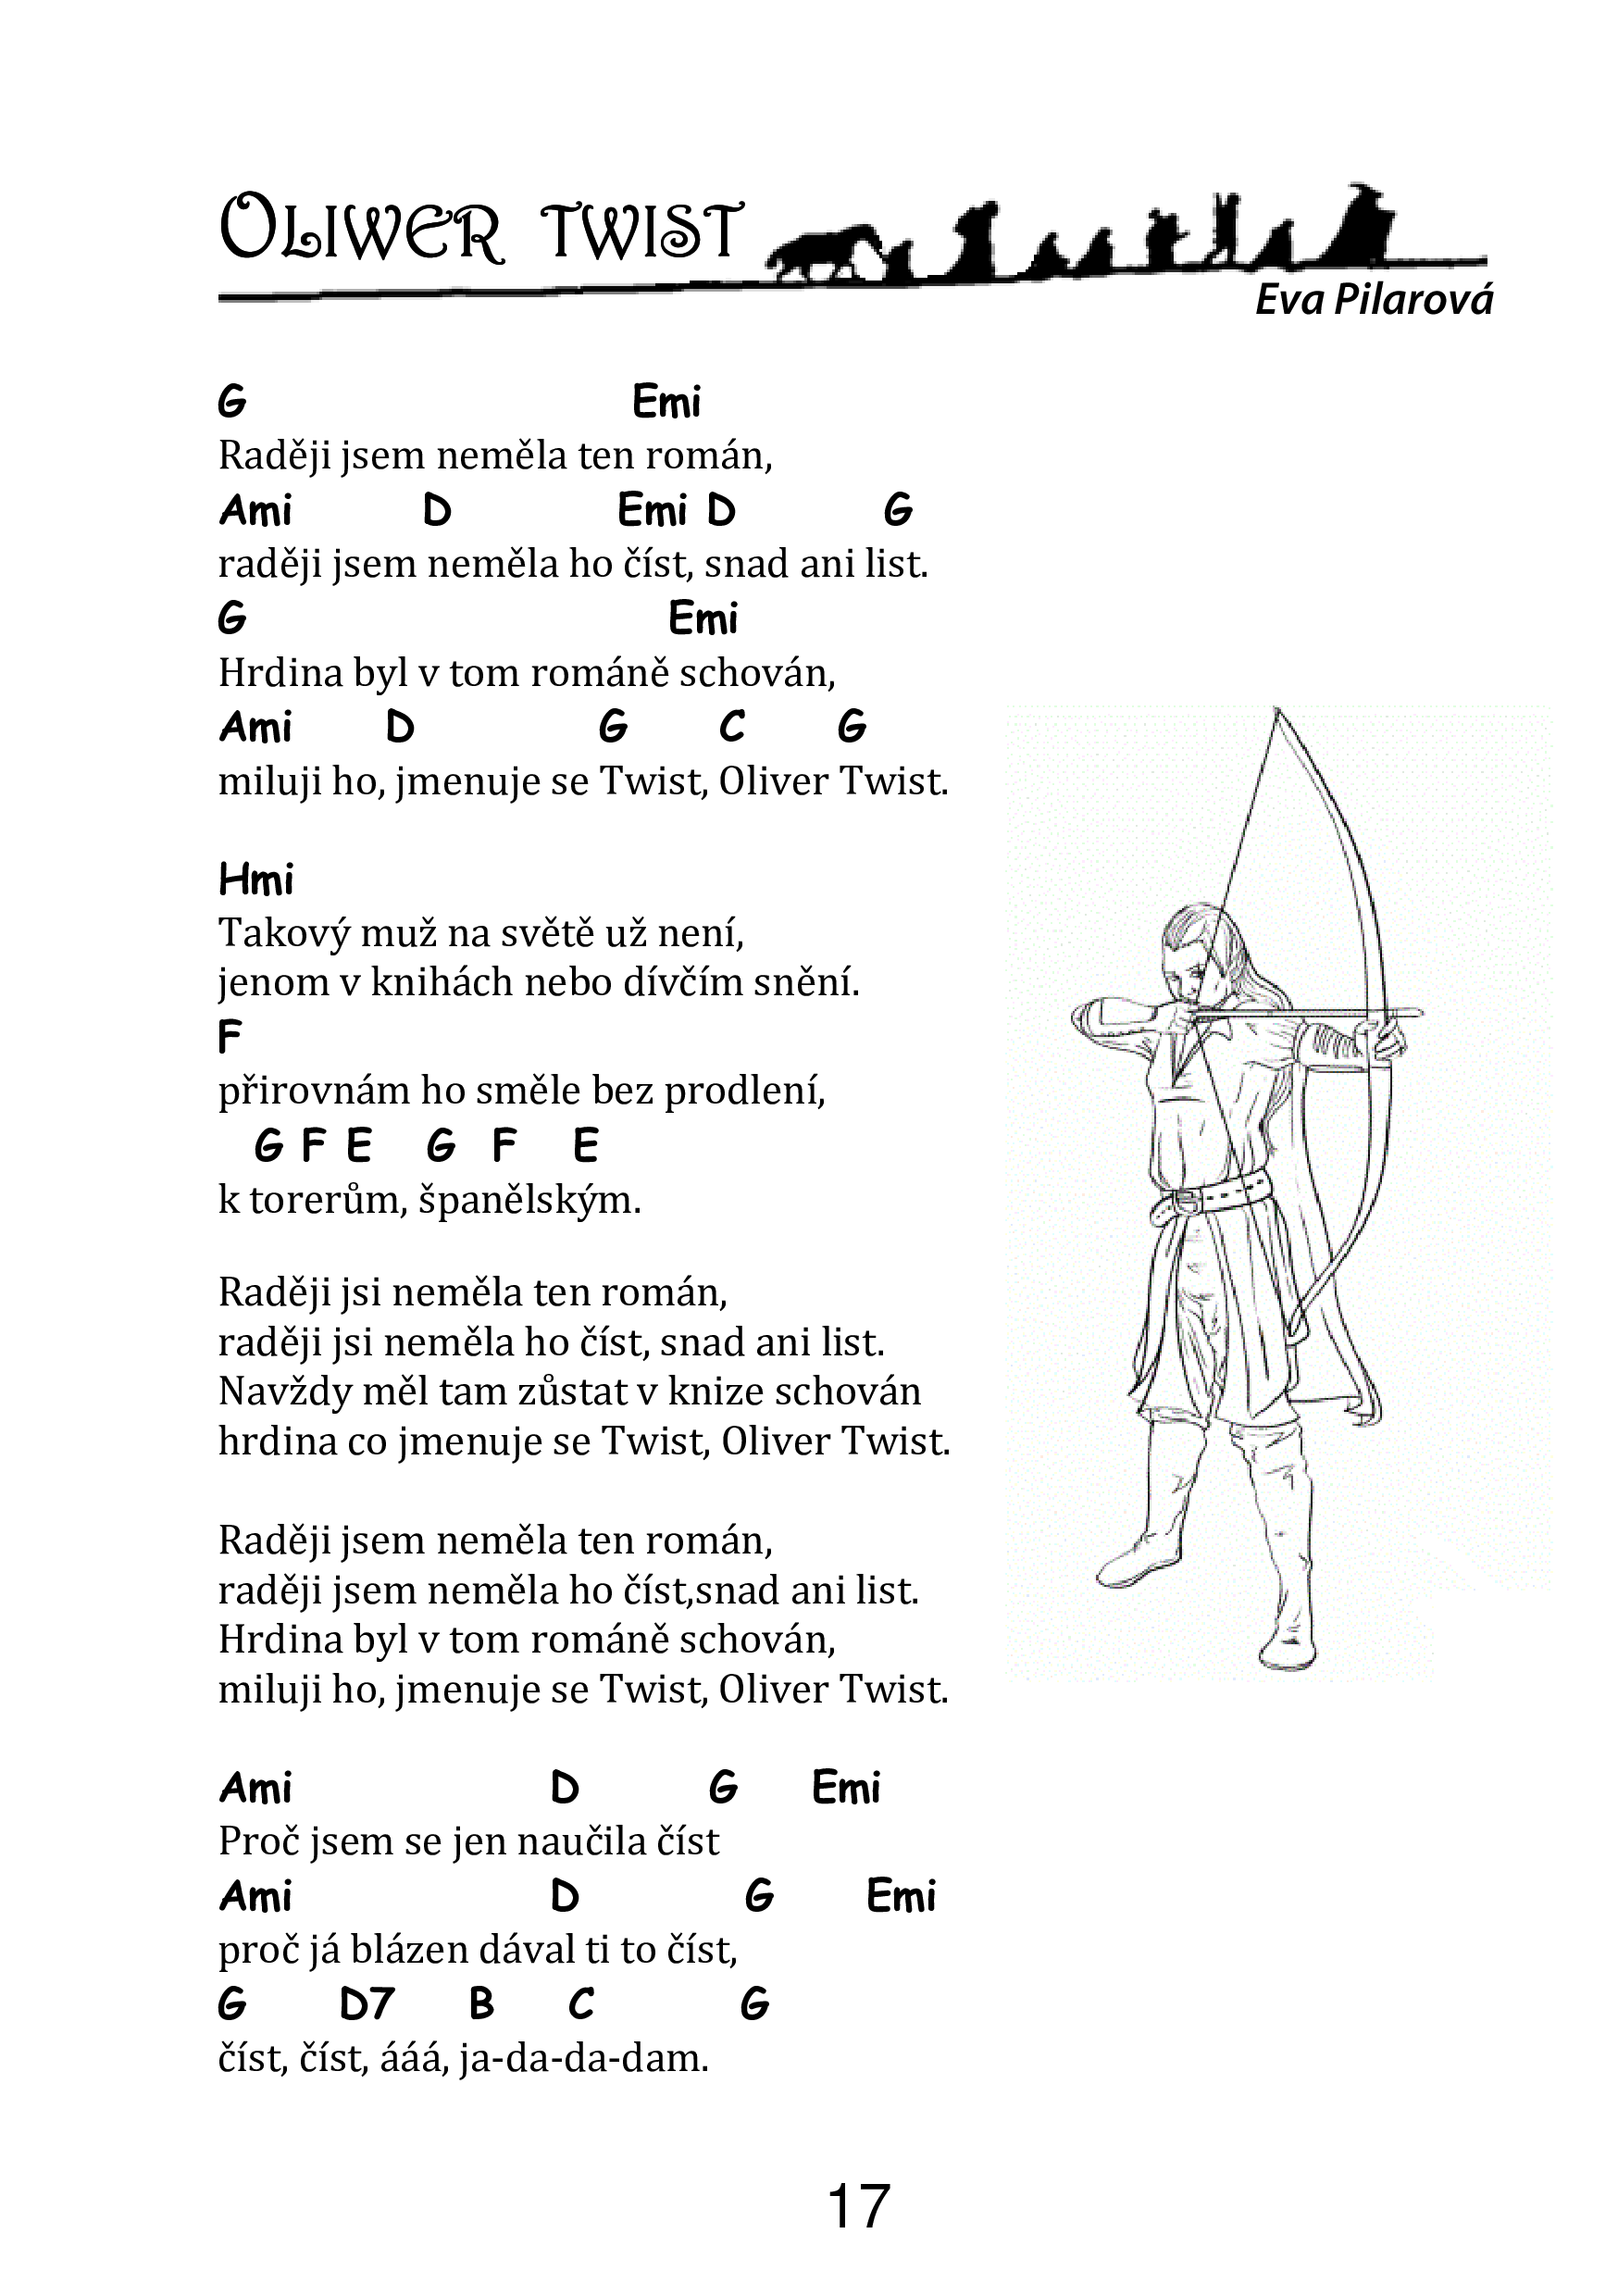 OLIWER TWIST
Eva Pilarová
G Emi
Raději jsem neměla ten román,
Ami D Emi D G
raději jsem neměla ho číst, snad ani list.
G Emi
Hrdina byl v tom románě schován,
Ami D G C G
miluji ho, jmenuje se Twist, Oliver Twist.
Hmi
Takový muž na světě už není,
jenom v knihách nebo dívčím snění.
F
přirovnám ho směle bez prodlení,
G F E G F E
k torerům, španělským.
Raději jsi neměla ten román,
raději jsi neměla ho číst, snad ani list.
Navždy měl tam zůstat v knize schován
hrdina co jmenuje se Twist, Oliver Twist.
Raději jsem neměla ten román,
raději jsem neměla ho číst,snad ani list.
Hrdina byl v tom románě schován,
miluji ho, jmenuje se Twist, Oliver Twist.
Ami D G Emi
Proč jsem se jen naučila číst
Ami D G Emi
proč já blázen dával ti to číst,
G D7 B C G
číst, číst, ááá, ja-da-da-dam.
17